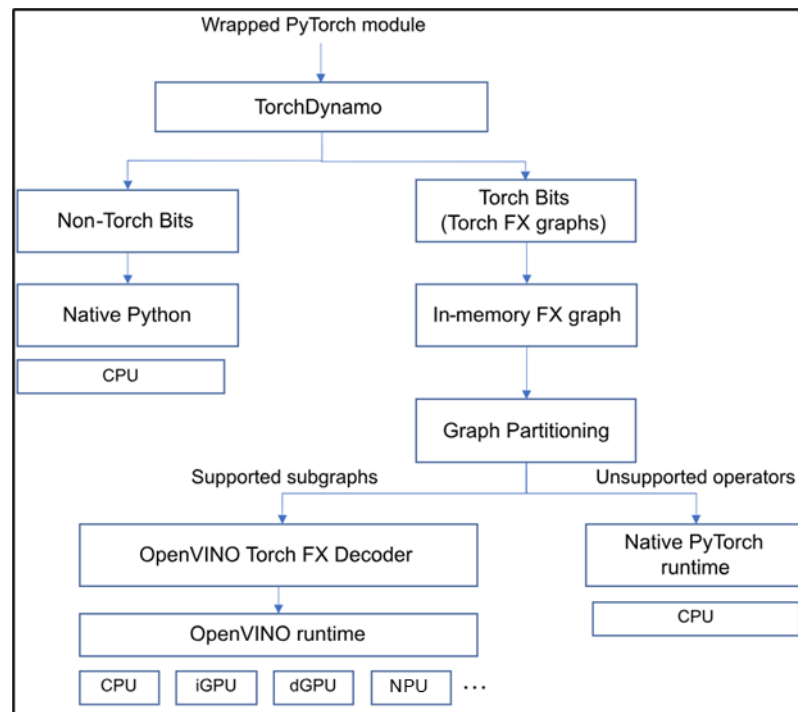 Wrapped PyTorch module
TorchDynamo
Non-Torch Bits
Torch Bits
(Torch FX graphs)
Native Python
In-memory FX graph
CPU
Graph Partitioning
Supported subgraphs
Unsupported operators
OpenVINO Torch FX Decoder
Native PyTorch
runtime
OpenVINO runtime
CPU
CPU
iGPU
dGPU
NPU
...